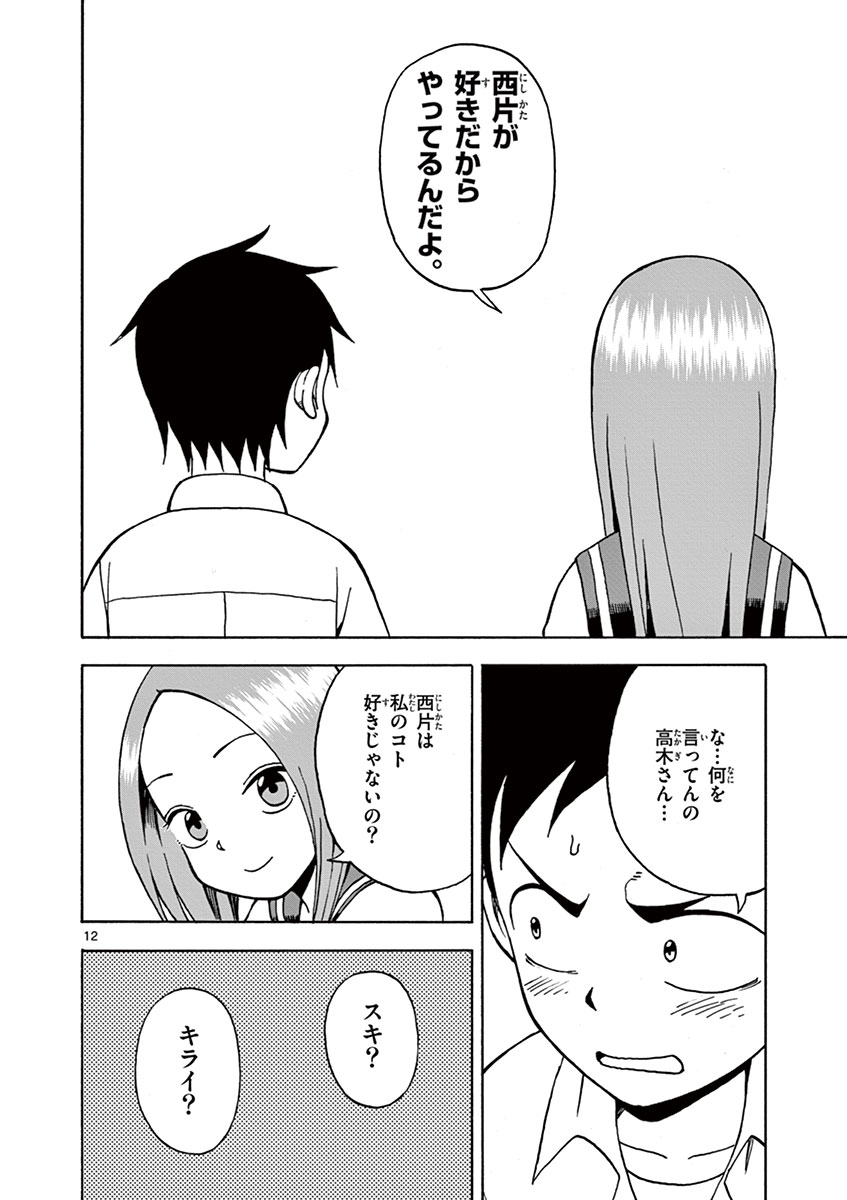 西片が
好きだから
やってるんだよ。
な…何を
言ってんの
高木さん…
西片は
私のコト
好きじゃないの？
スキ？
キライ？
12